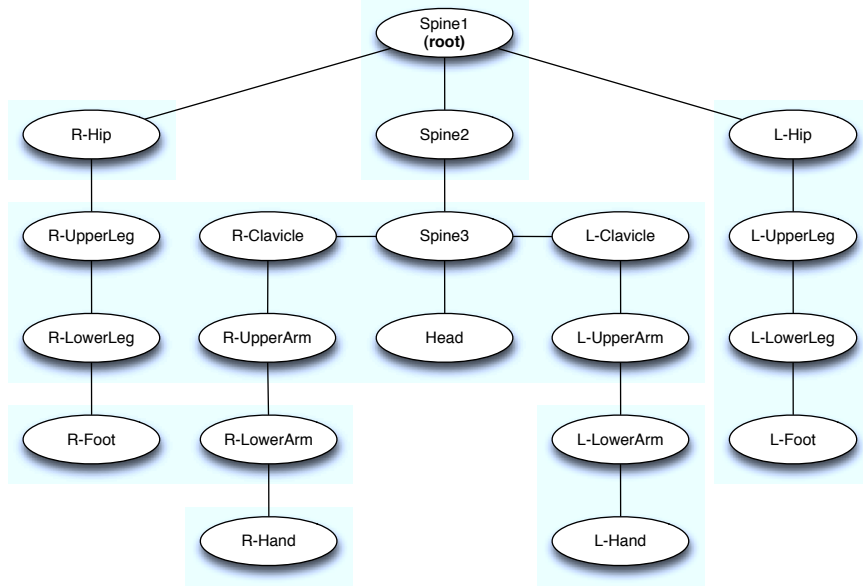 Spine1
(root)
R-Hip
Spine2
L-Hip
R-UpperLeg
R-Clavicle
Spine3
L-Clavicle
L-UpperLeg
R-LowerLeg
R-UpperArm
Head
L-UpperArm
L-LowerLeg
R-Foot
R-LowerArm
L-LowerArm
L-Foot
R-Hand
L-Hand